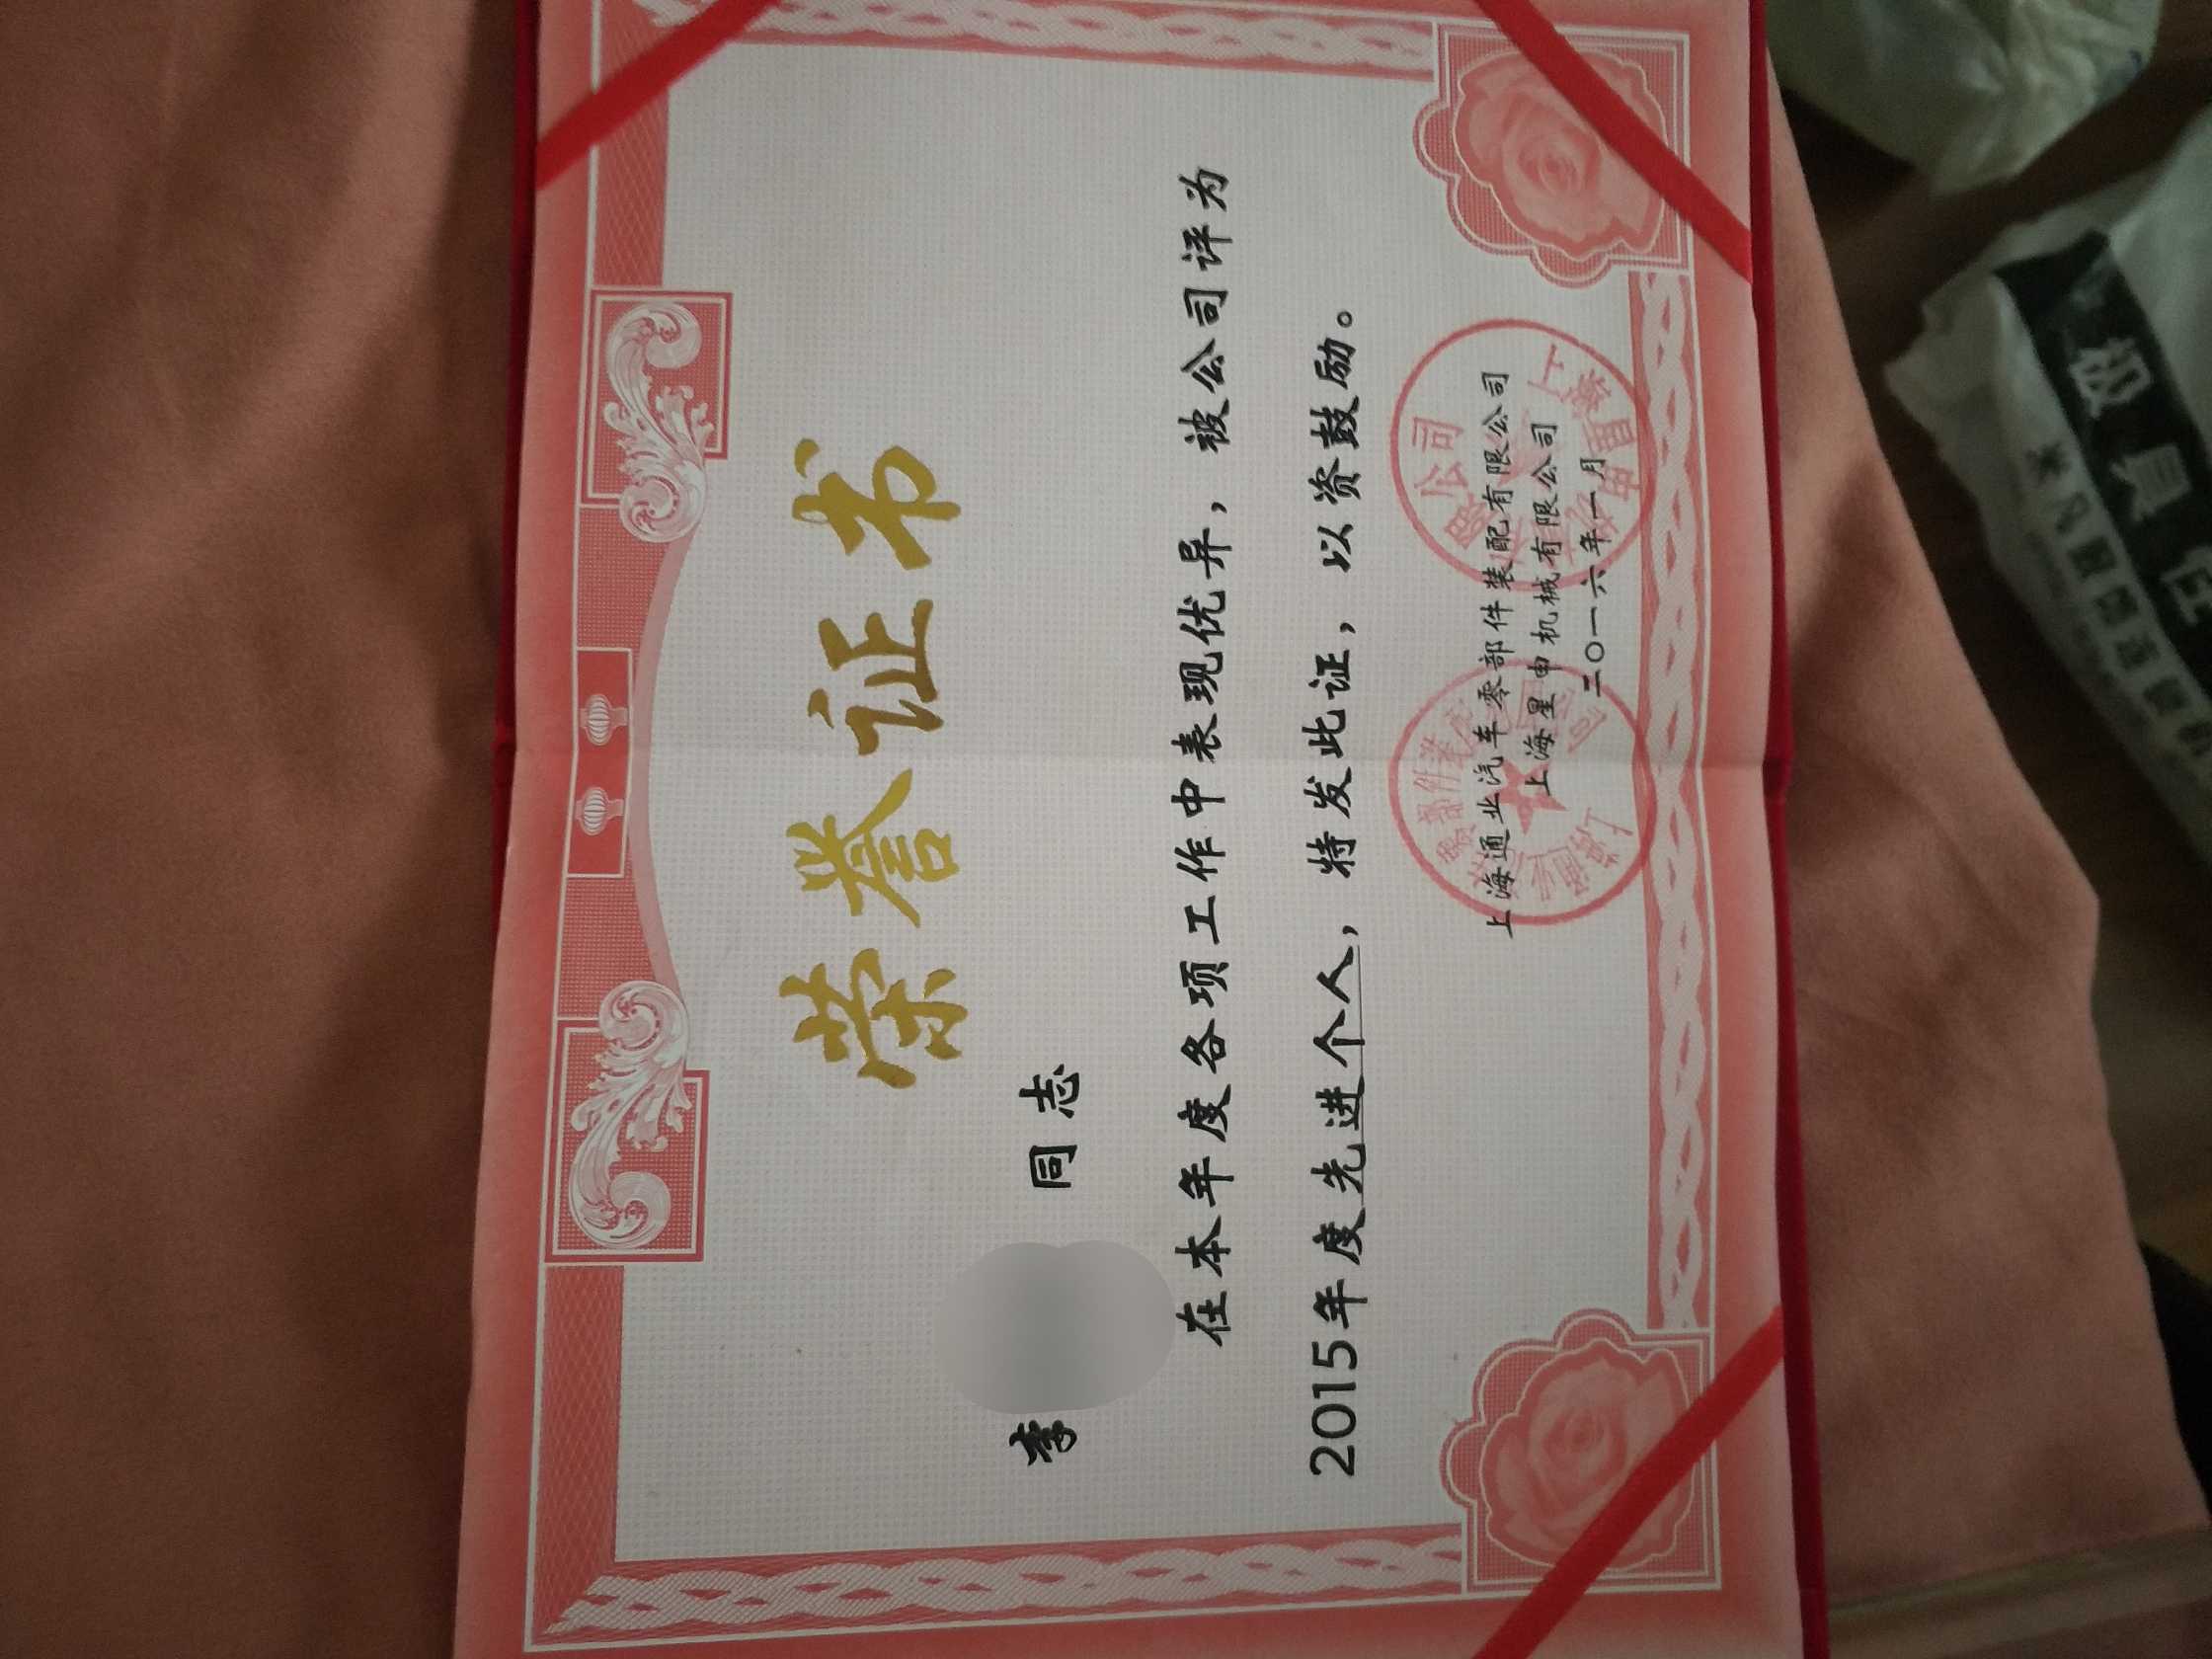 荣誉证书
李 同志
在本年度各项工作中表现优异，被公司评为
2015年度先进个人，特发此证，以资鼓励。
上海通业汽车零部件装配有限公司
上海星申机械有限公司
二〇一六年一月